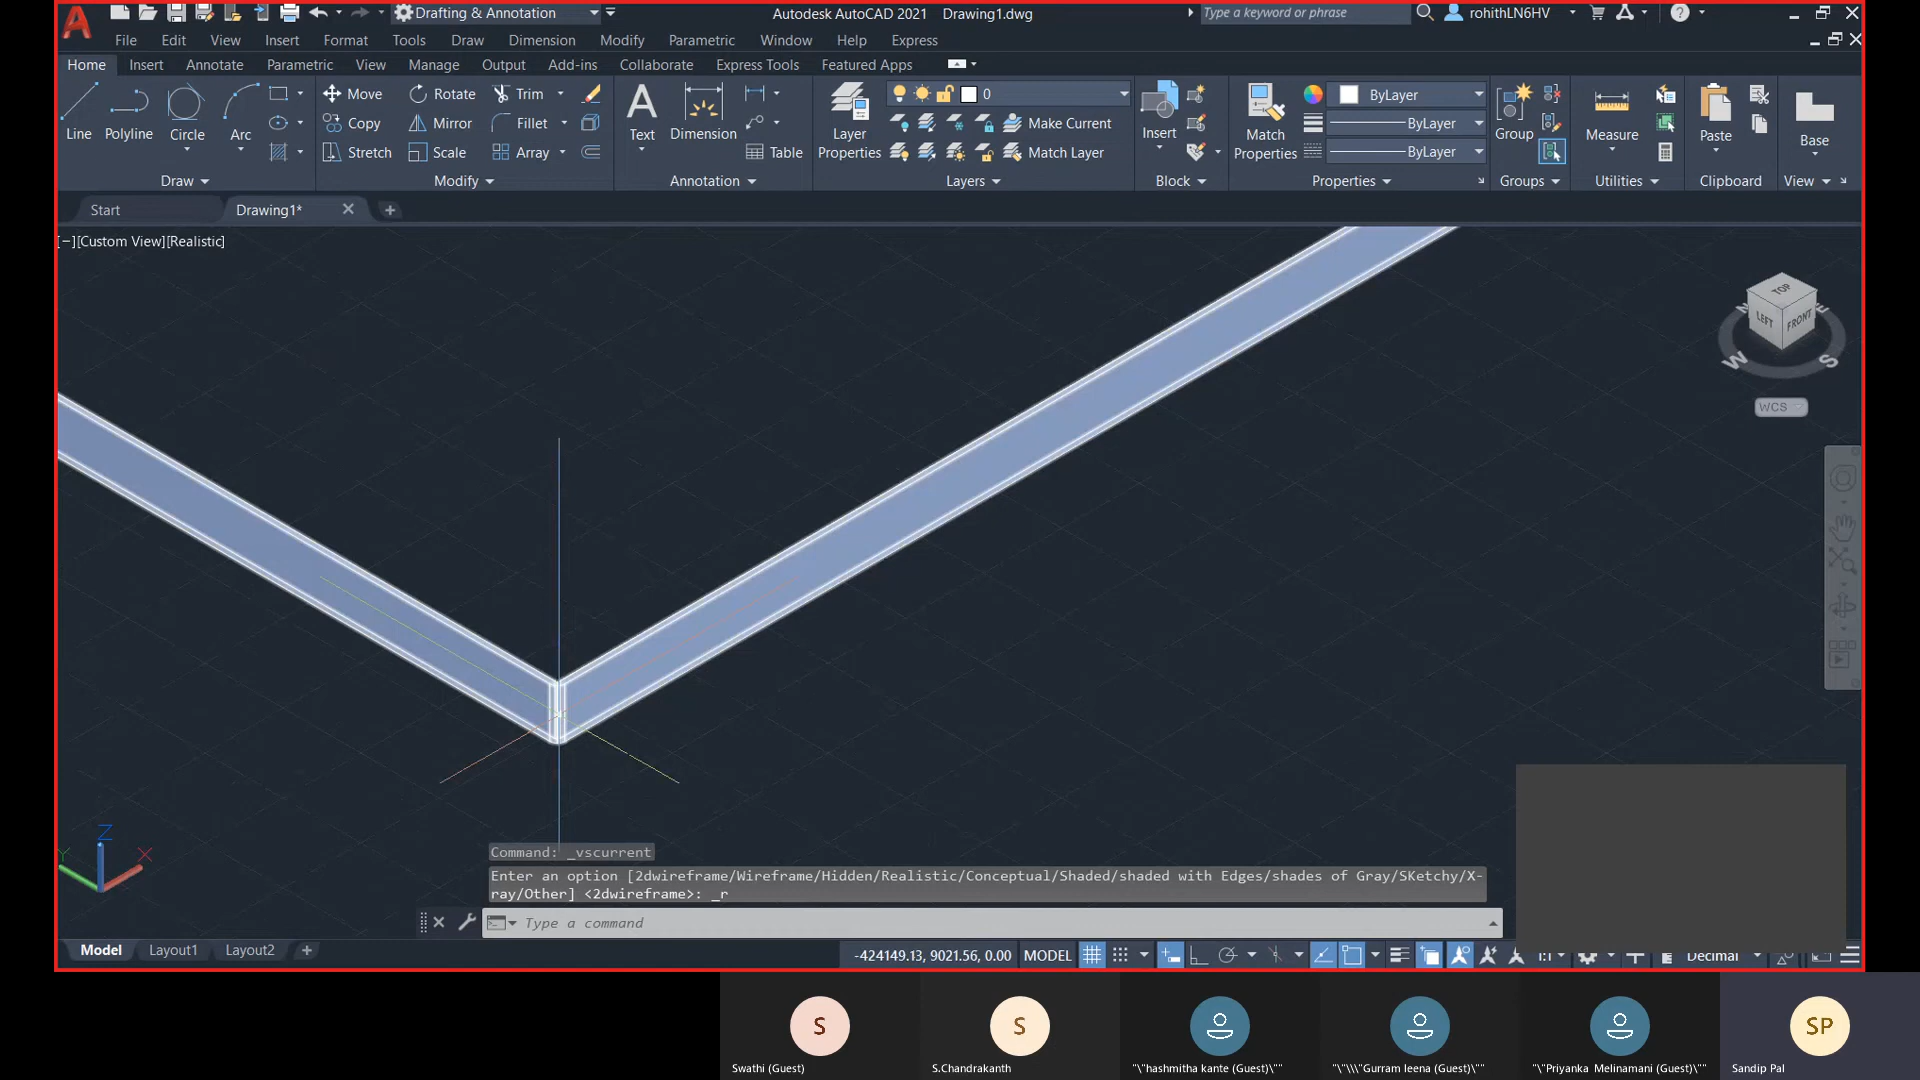 Drafting & Annotation
Autodesk AutoCAD 2021 Drawing1.dwg
Type a keyword or phrase
rohithLN6HV
File Edit View Insert Format Tools Draw Dimension Modify Parametric Window Help Express
Home Insert Annotate Parametric View Manage Output Add-ins Collaborate Express Tools Featured Apps
Line Polyline Circle Arc
Move Rotate Trim
Copy Mirror Fillet
Stretch Scale Array
Text Dimension Table
Layer Properties
0
Make Current
Match Layer
Insert
Match Properties
ByLayer
ByLayer
ByLayer
Group Measure Paste Base
Draw Modify Annotation Layers Block Properties Groups Utilities Clipboard View
Start Drawing1*
[−][Custom View][Realistic]
TOP
LEFT FRONT
W S
WCS
Z
Y X
Command: _vscurrent
Enter an option [2dwireframe/Wireframe/Hidden/Realistic/Conceptual/Shaded/shaded with Edges/shades of Gray/SKetchy/X-
ray/Other] <2dwireframe>: _r
Type a command
Model Layout1 Layout2
-424149.13, 9021.56, 0.00 MODEL 1:1 Decimal
S S SP
Swathi (Guest) S.Chandrakanth "\"hashmitha kante (Guest)\"" "\"\\\"Gurram leena (Guest)\"" "\"Priyanka Melinamani (Guest)\"" Sandip Pal